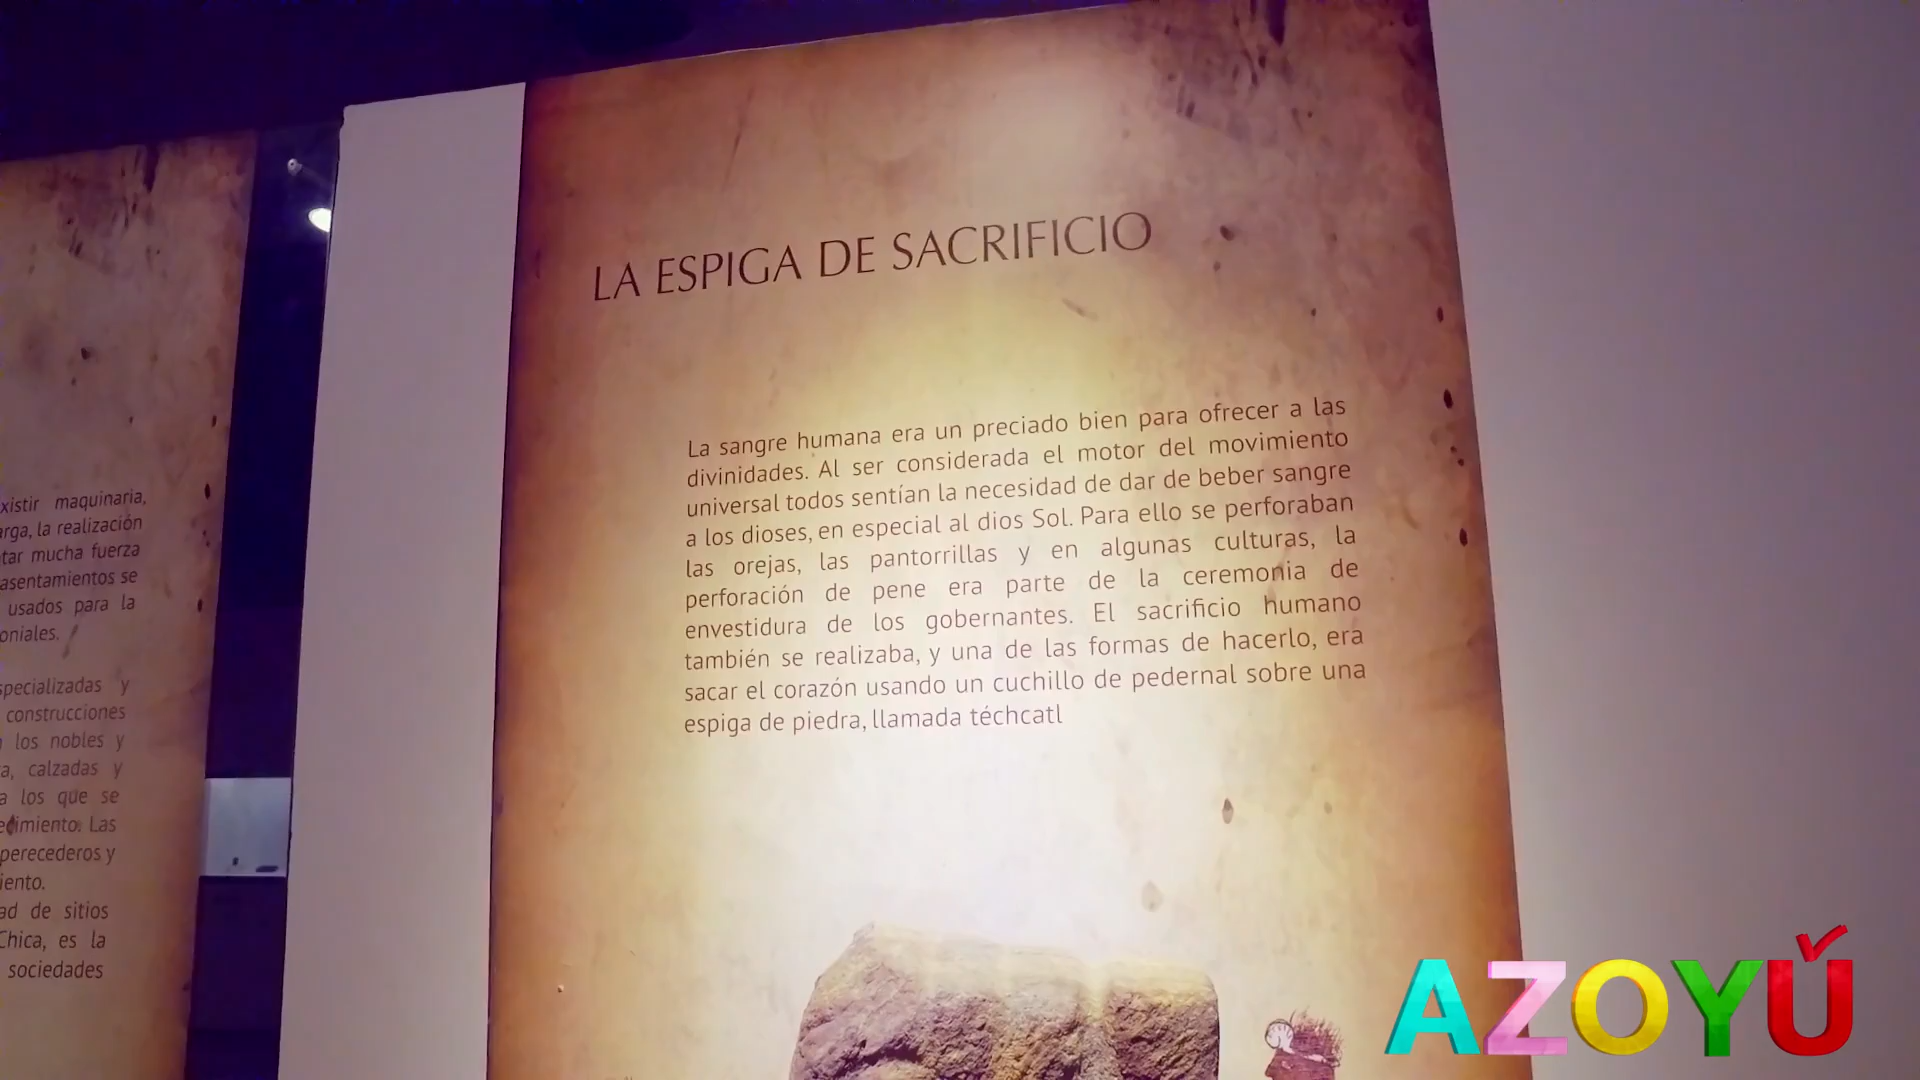 xistir maquinaria,
arga, la realización
tar mucha fuerza
asentamientos se
usados para la
oniales.
specializadas y
construcciones
los nobles y
a, calzadas y
a los que se
ecimiento. Las
perecederos y
iento.
ad de sitios
Chica, es la
sociedades
LA ESPIGA DE SACRIFICIO
La sangre humana era un preciado bien para ofrecer a las
divinidades. Al ser considerada el motor del movimiento
universal todos sentían la necesidad de dar de beber sangre
a los dioses, en especial al dios Sol. Para ello se perforaban
las orejas, las pantorrillas y en algunas culturas, la
perforación de pene era parte de la ceremonia de
envestidura de los gobernantes. El sacrificio humano
también se realizaba, y una de las formas de hacerlo, era
sacar el corazón usando un cuchillo de pedernal sobre una
espiga de piedra, llamada téchcatl
AZOYÚ